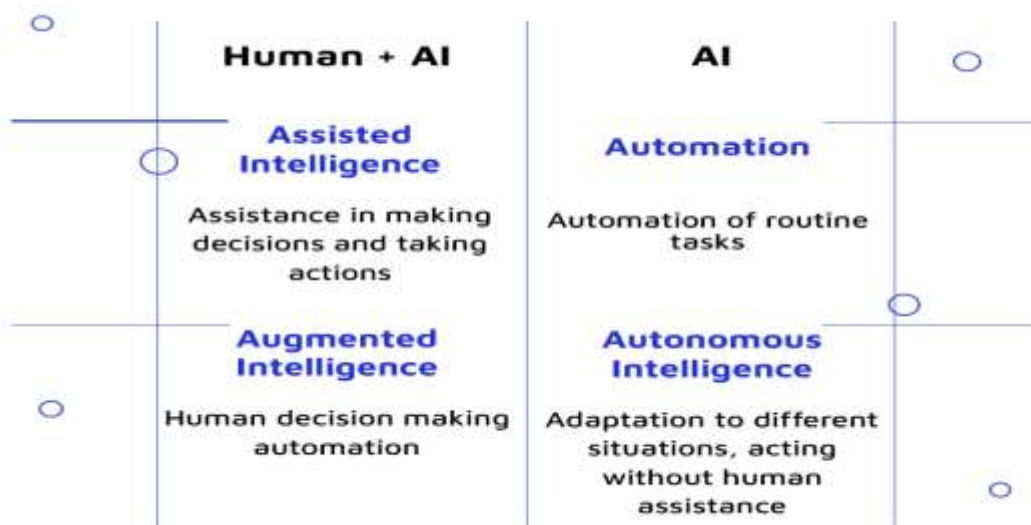 Human + AI
AI
Assisted
Intelligence
Assistance in making
decisions and taking
actions
Automation
Automation of routine
tasks
Augmented
Intelligence
Human decision making
automation
Autonomous
Intelligence
Adaptation to different
situations, acting
without human
assistance